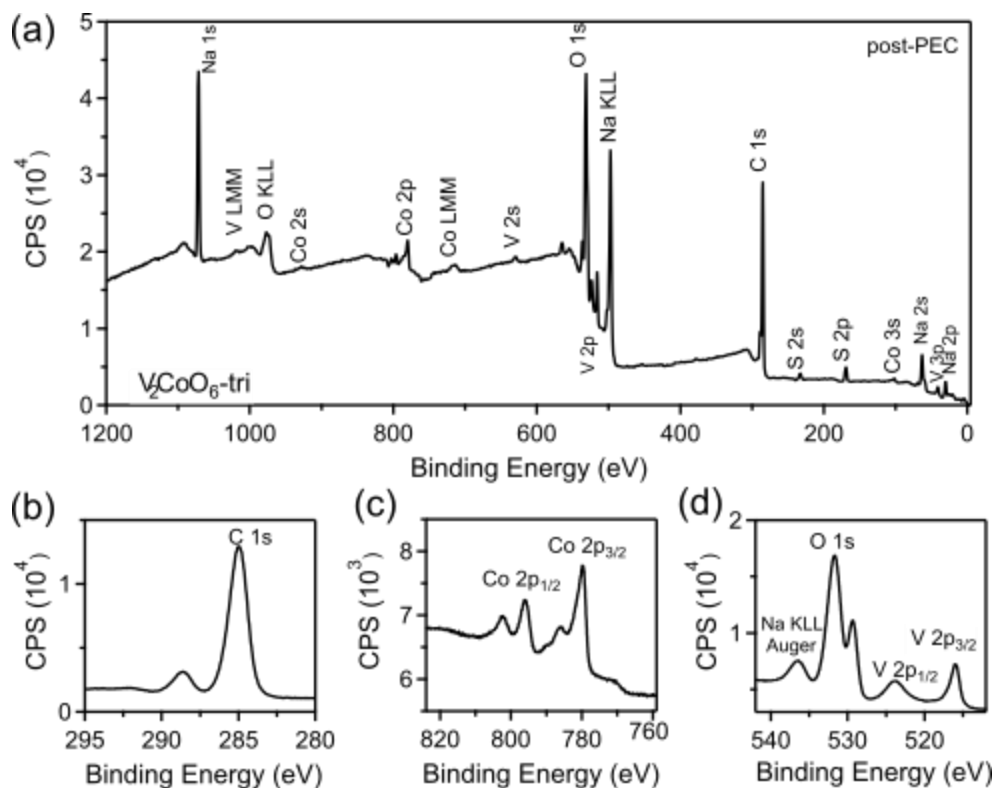 (a)
post-PEC
CPS (10⁴)
5
4
3
2
1
0
Na 1s
V LMM
O KLL
Co 2s
Co 2p
Co LMM
V 2s
O 1s
V 2p
Na KLL
C 1s
S 2s
S 2p
Co 3s
Na 2s
V 3p
Na 2p
V₂CoO₆-tri
1200 1000 800 600 400 200 0
Binding Energy (eV)
(b)
C 1s
CPS (10⁴)
1
0
295 290 285 280
Binding Energy (eV)
(c)
Co 2p₃/₂
Co 2p₁/₂
CPS (10³)
8
7
6
820 800 780 760
Binding Energy (eV)
(d)
O 1s
Na KLL
Auger
V 2p₃/₂
V 2p₁/₂
CPS (10⁴)
2
1
540 530 520
Binding Energy (eV)